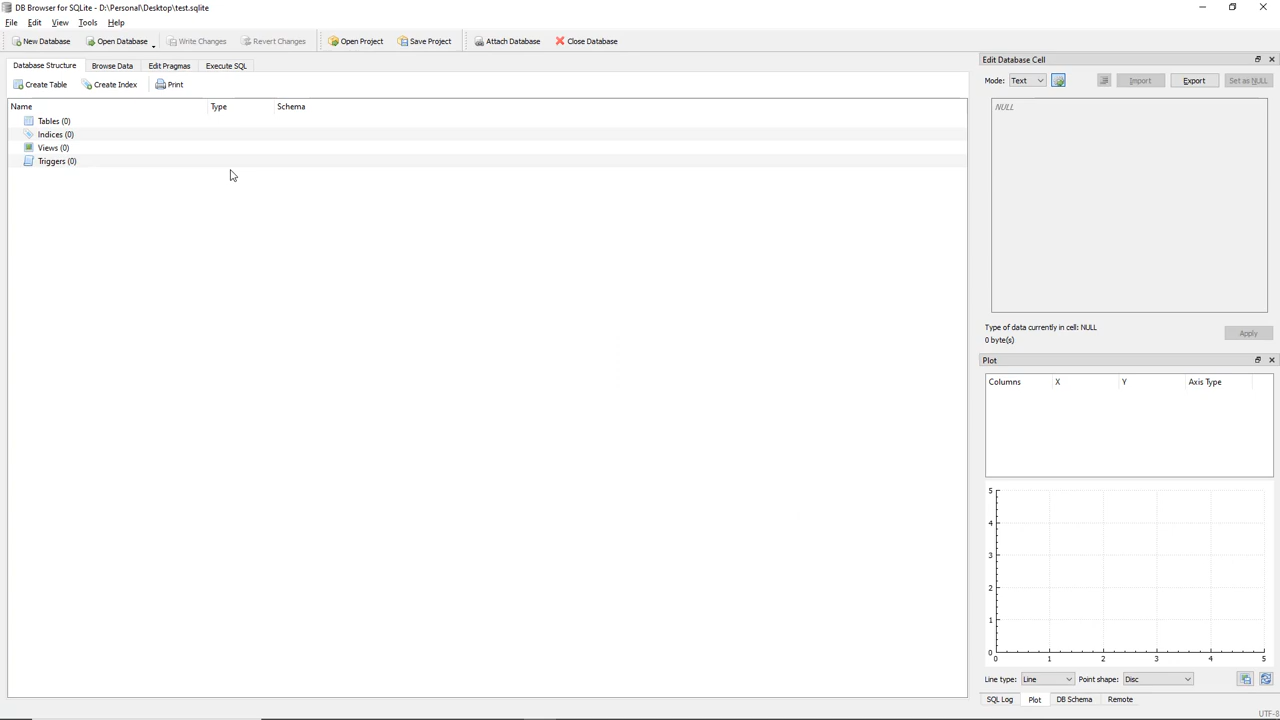 DB Browser for SQLite - D:\Personal\Desktop\test.sqlite
File Edit View Tools Help
New Database Open Database Write Changes Revert Changes Open Project Save Project Attach Database Close Database
Database Structure Browse Data Edit Pragmas Execute SQL
Create Table Create Index Print
Name Type Schema
Tables (0)
Indices (0)
Views (0)
Triggers (0)
Edit Database Cell
Mode: Text Import Export Set as NULL
NULL
Type of data currently in cell: NULL
0 byte(s)
Apply
Plot
Columns X Y Axis Type
5
4
3
2
1
0
0 1 2 3 4 5
Line type: Line Point shape: Disc
SQL Log Plot DB Schema Remote
UTF-8